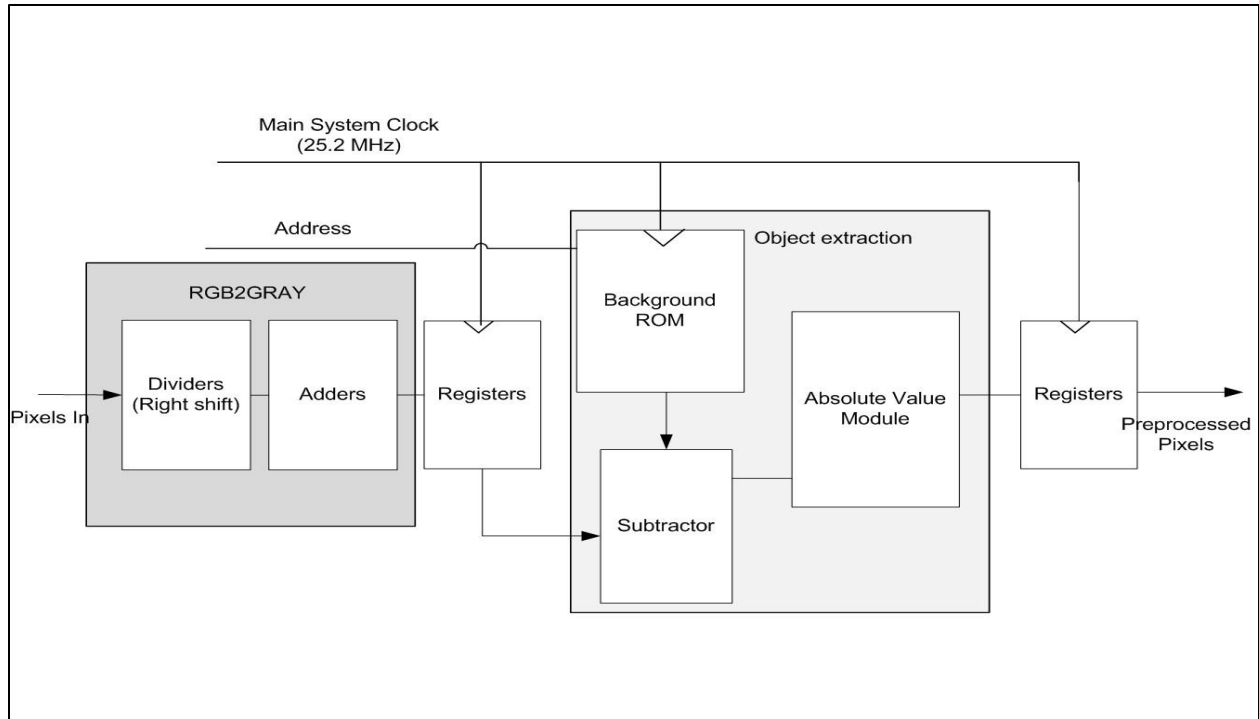 Main System Clock
(25.2 MHz)
Address
Object extraction
RGB2GRAY
Background
ROM
Dividers
(Right shift)
Adders
Registers
Absolute Value
Module
Registers
Pixels In
Preprocessed
Pixels
Subtractor